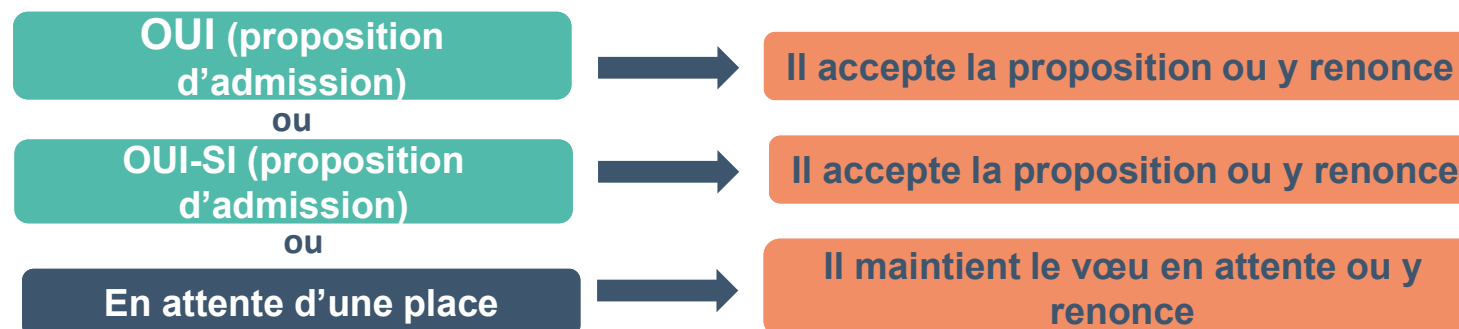 OUI (proposition
d’admission)
Il accepte la proposition ou y renonce
ou
OUI-SI (proposition
d’admission)
Il accepte la proposition ou y renonce
ou
En attente d’une place
Il maintient le vœu en attente ou y
renonce